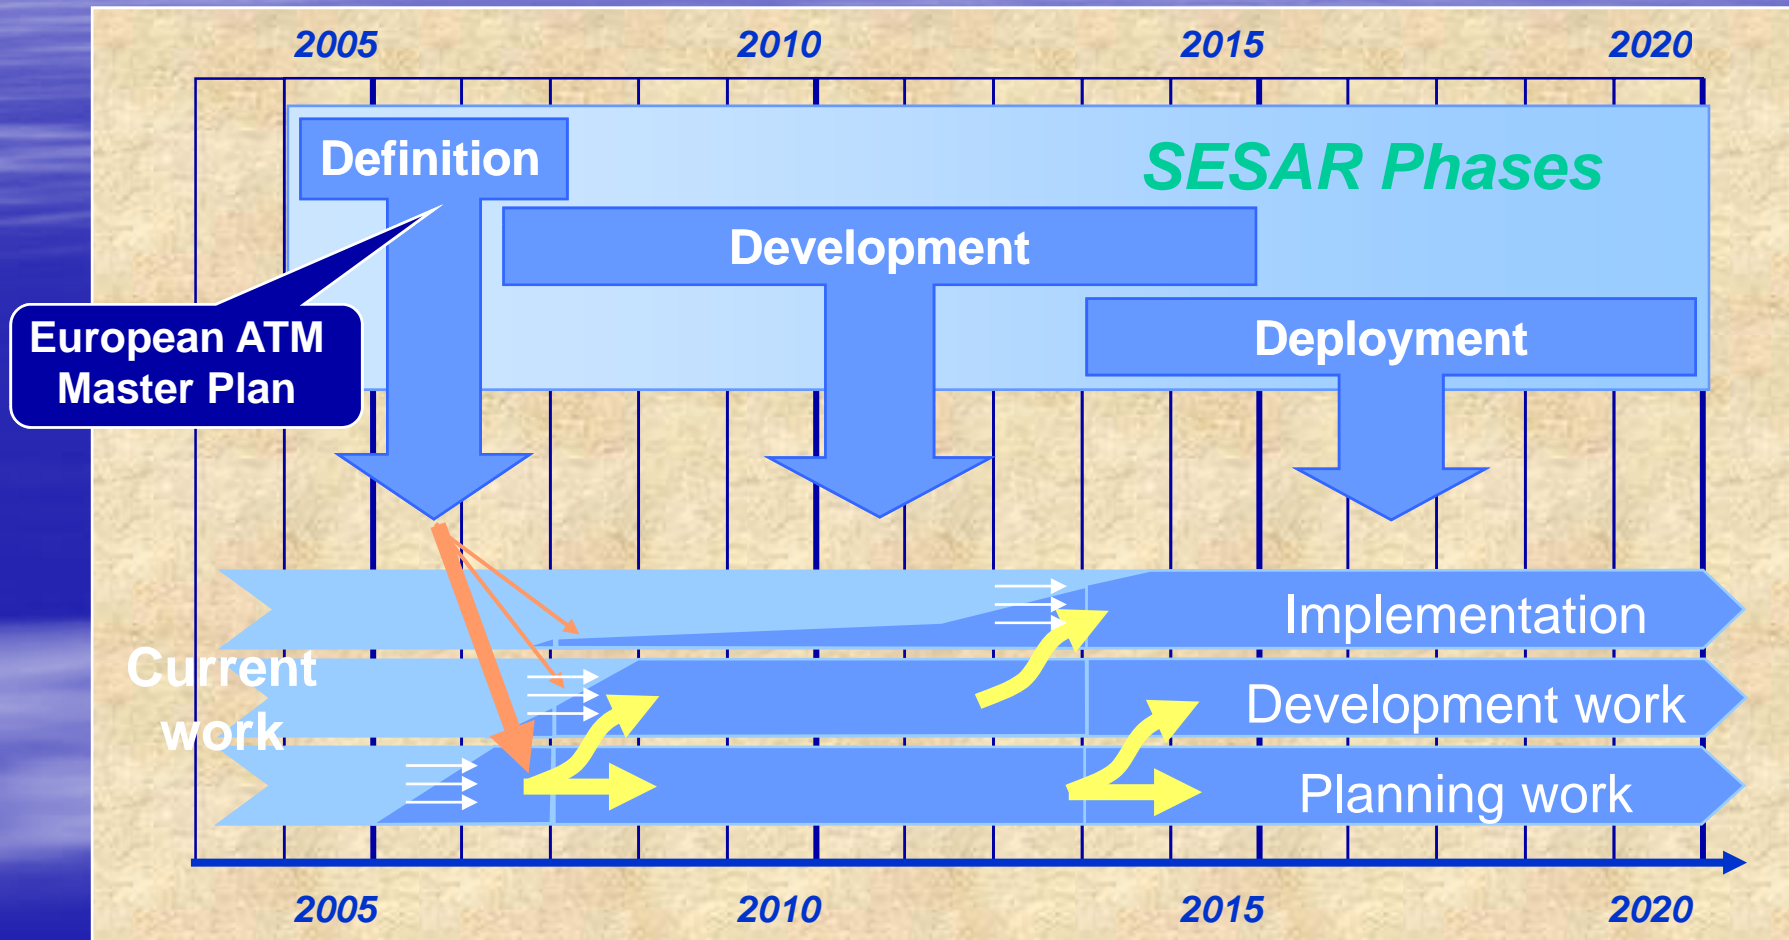 2005 2010 2015 2020
Definition
SESAR Phases
Development
European ATM
Master Plan
Deployment
Implementation
Current
work
Development work
Planning work
2005 2010 2015 2020